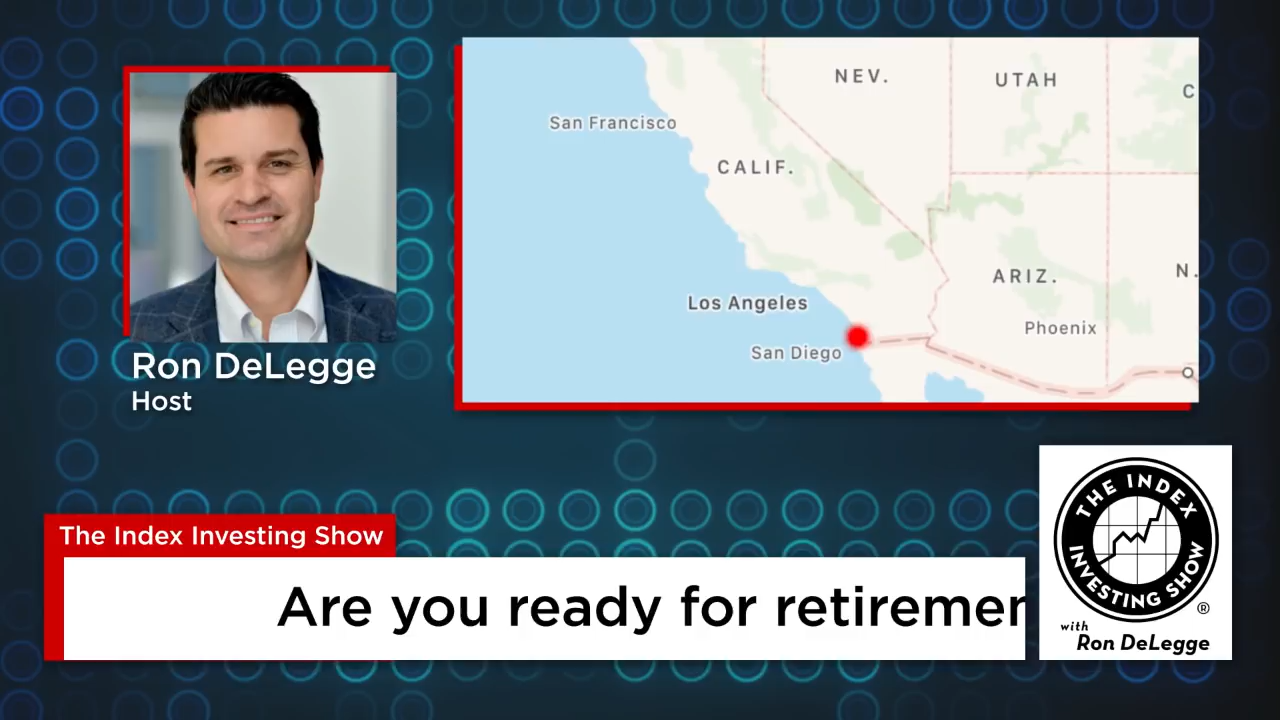 NEV.
UTAH
C
San Francisco
CALIF.
ARIZ.
N.
Los Angeles
Phoenix
San Diego
Ron DeLegge
Host
The Index Investing Show
Are you ready for retiremen
THE INDEX
INVESTING SHOW
®
with
Ron DeLegge